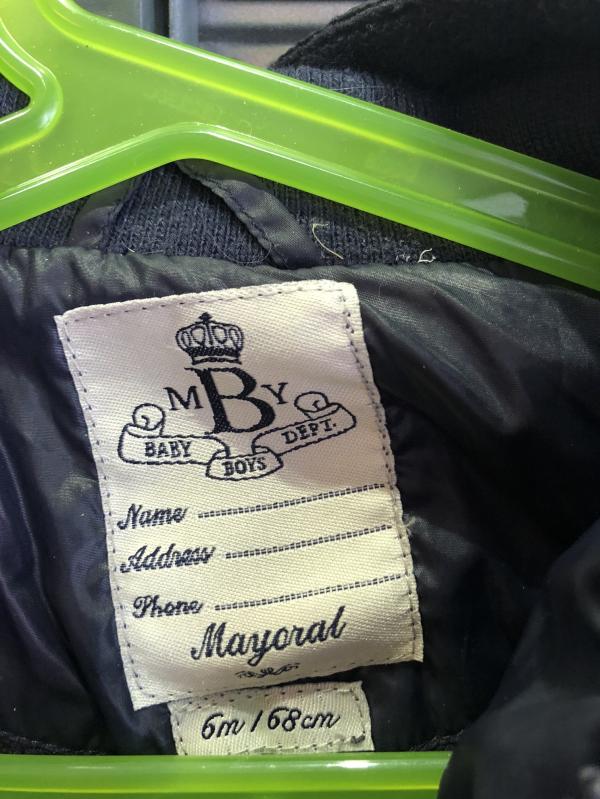 M B Y
BABY BOYS DEPT.
Name
Address
Phone
Mayoral
6m / 68cm